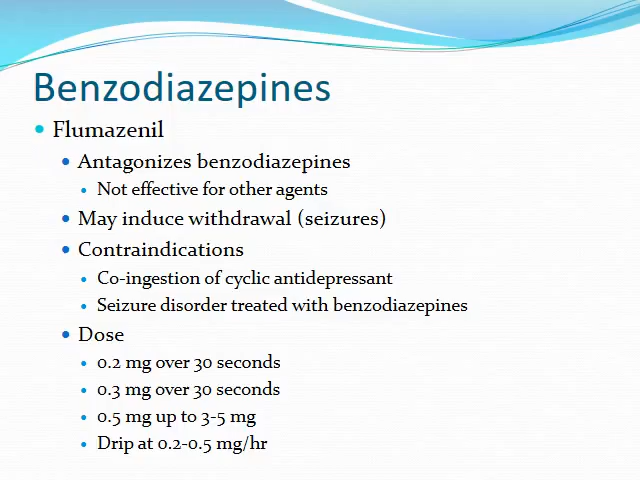 Benzodiazepines
Flumazenil
Antagonizes benzodiazepines
Not effective for other agents
May induce withdrawal (seizures)
Contraindications
Co-ingestion of cyclic antidepressant
Seizure disorder treated with benzodiazepines
Dose
0.2 mg over 30 seconds
0.3 mg over 30 seconds
0.5 mg up to 3-5 mg
Drip at 0.2-0.5 mg/hr